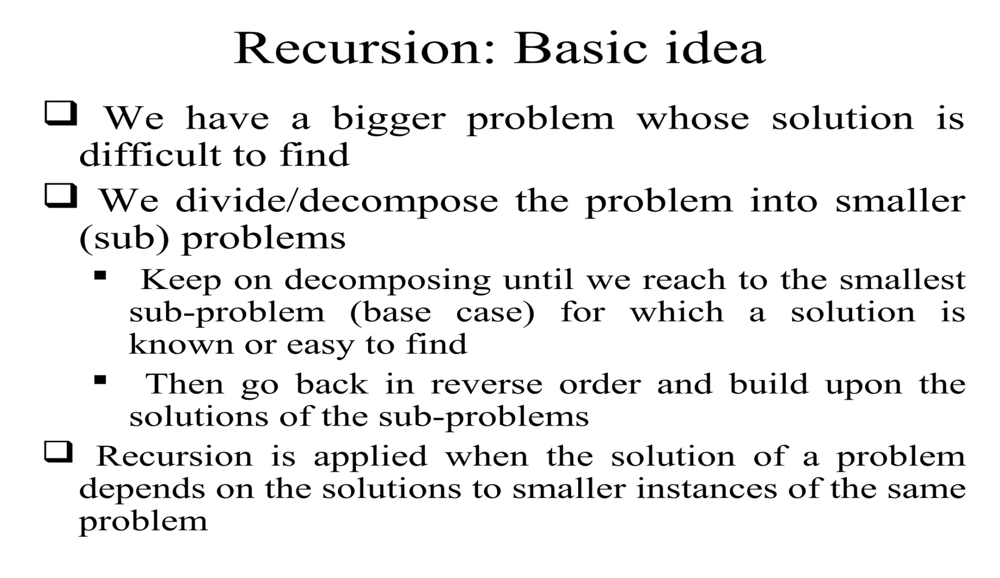 Recursion: Basic idea
❑ We have a bigger problem whose solution is
difficult to find
❑ We divide/decompose the problem into smaller
(sub) problems
▪ Keep on decomposing until we reach to the smallest
sub-problem (base case) for which a solution is
known or easy to find
▪ Then go back in reverse order and build upon the
solutions of the sub-problems
❑ Recursion is applied when the solution of a problem
depends on the solutions to smaller instances of the same
problem